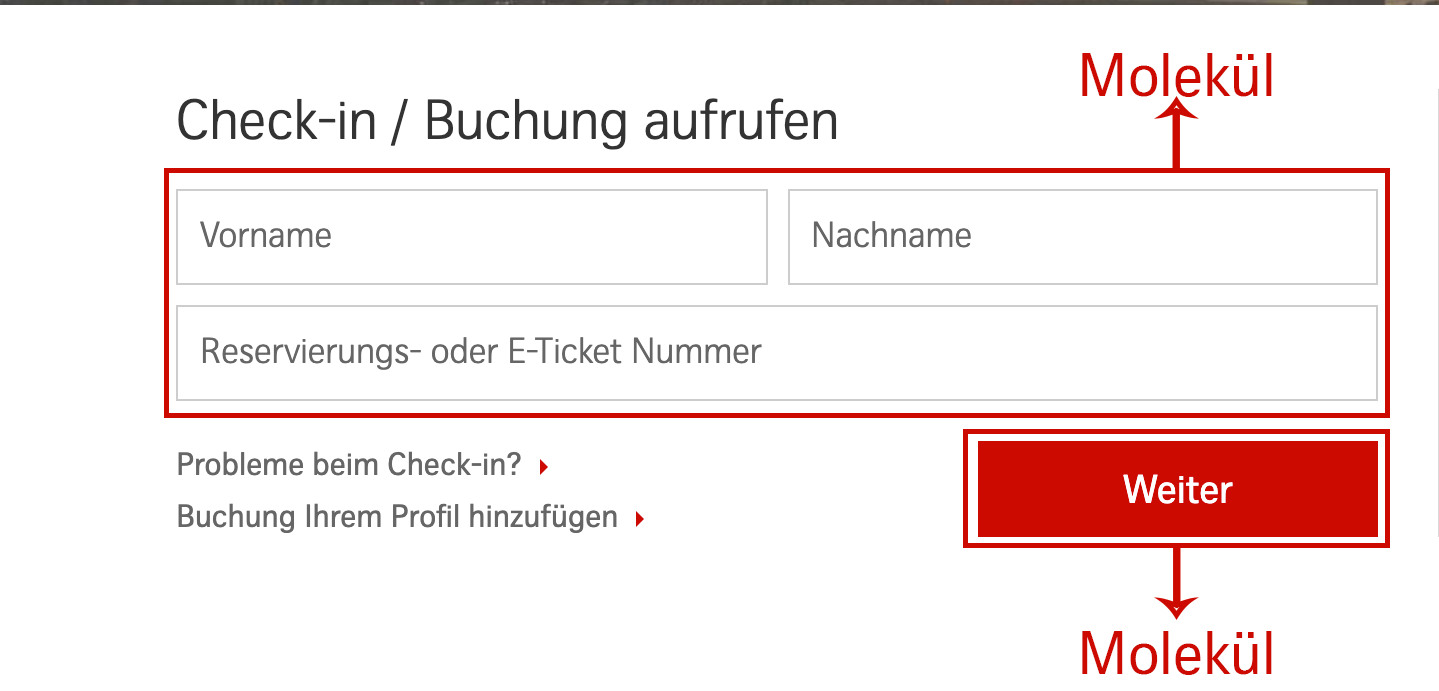 Molekül
Check-in / Buchung aufrufen
Vorname
Nachname
Reservierungs- oder E-Ticket Nummer
Probleme beim Check-in?
Weiter
Buchung Ihrem Profil hinzufügen
Molekül